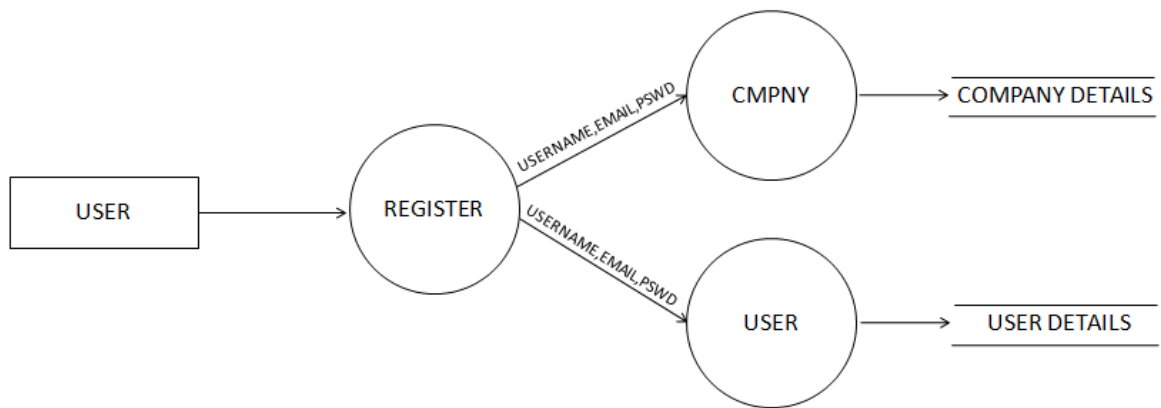 USER
REGISTER
USERNAME,EMAIL,PSWD
CMPNY
COMPANY DETAILS
USERNAME,EMAIL,PSWD
USER
USER DETAILS